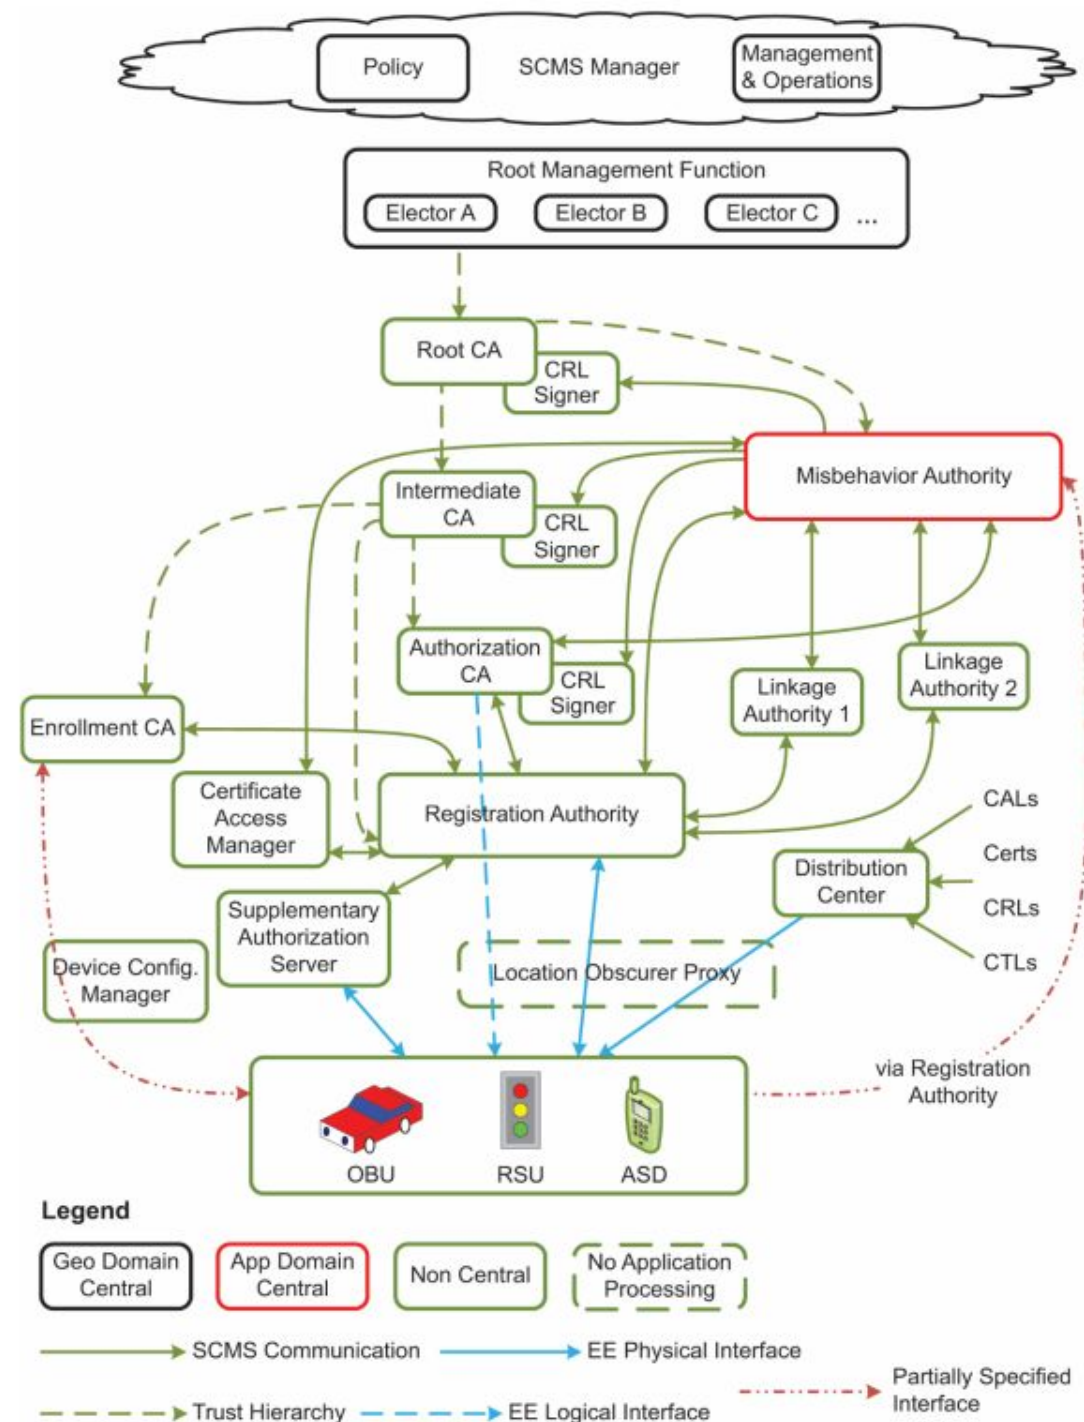 Policy
SCMS Manager
Management
& Operations
Root Management Function
Elector A
Elector B
Elector C
...
Root CA
CRL
Signer
Misbehavior Authority
Intermediate
CA
CRL
Signer
Authorization
CA
CRL
Signer
Linkage
Authority 1
Linkage
Authority 2
Enrollment CA
Certificate
Access
Manager
Registration Authority
CALs
Certs
CRLs
CTLs
Distribution
Center
Supplementary
Authorization
Server
Device Config.
Manager
Location Obscurer Proxy
via Registration
Authority
OBU
RSU
ASD
Legend
Geo Domain
Central
App Domain
Central
Non Central
No Application
Processing
SCMS Communication
EE Physical Interface
Partially Specified
Interface
Trust Hierarchy
EE Logical Interface